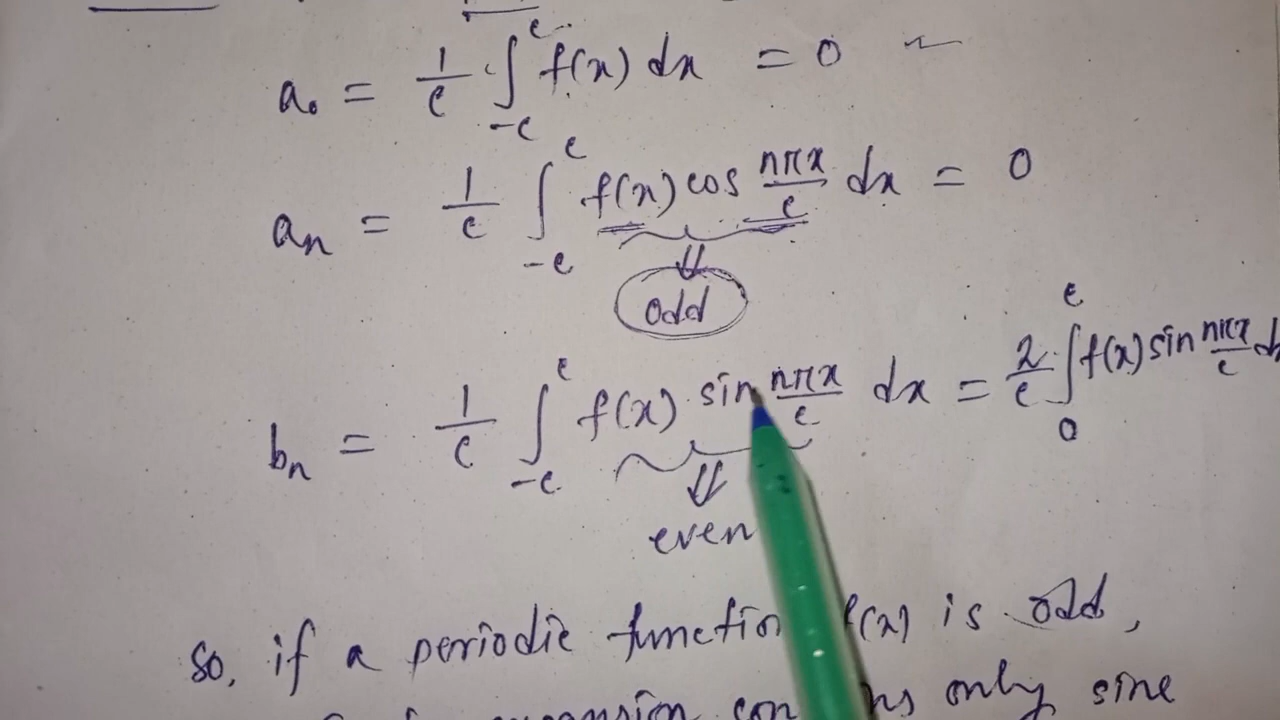 a₀ = 1/c ∫_{-c}^{c} f(x) dx = 0
aₙ = 1/c ∫_{-c}^{c} f(x) cos nπx/c dx = 0
odd
bₙ = 1/c ∫_{-c}^{c} f(x) sin nπx/c dx = 2/c ∫_{0}^{c} f(x) sin nπx/c d
even
So, if a periodic function f(x) is odd,
expansion only sine